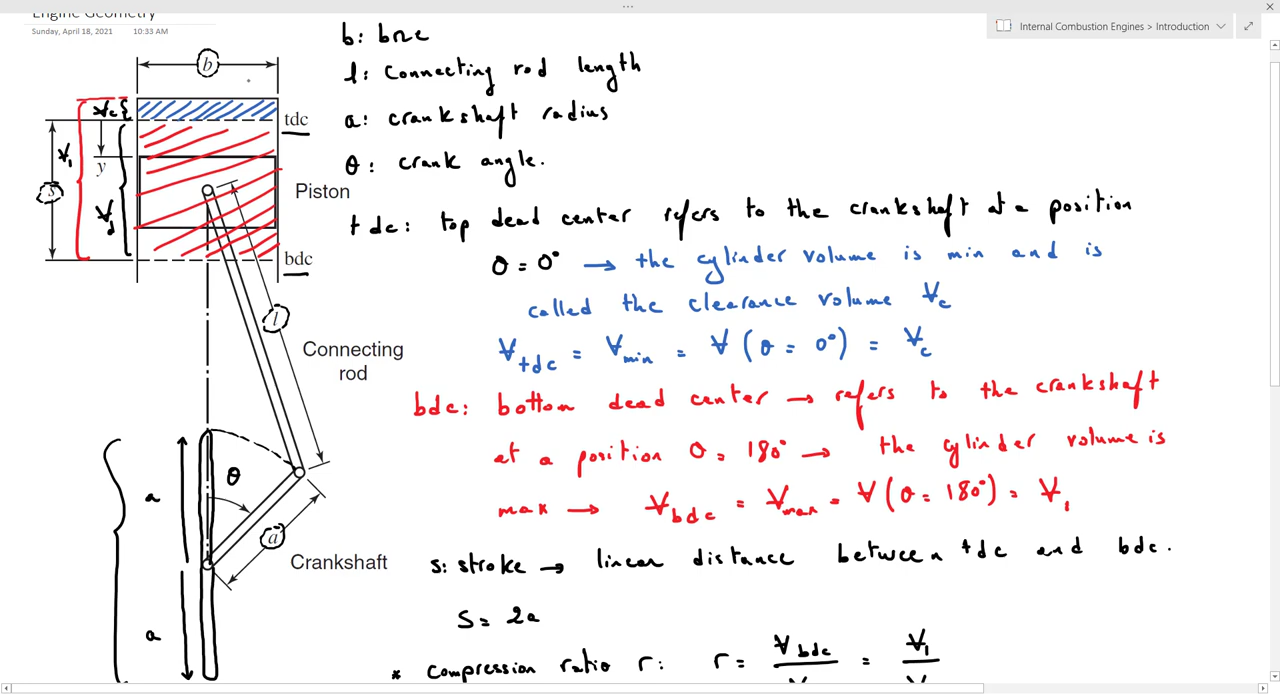 Engine Geometry
Sunday, April 18, 2021 10:33 AM
Internal Combustion Engines > Introduction
b
tdc
y
s
Piston
bdc
l
Connecting
rod
θ
a
a
Crankshaft
a
b: bore
l: Connecting rod length
a: crankshaft radius
θ: crank angle.
tdc: top dead center refers to the crankshaft at a position
θ = 0° → the cylinder volume is min and is
called the clearance volume V̶c
V̶tdc = V̶min = V̶ (θ = 0°) = V̶c
bdc: bottom dead center → refers to the crankshaft
at a position θ = 180° → the cylinder volume is
max → V̶bdc = V̶max = V̶(θ = 180°) = V̶1
s: stroke → linear distance between tdc and bdc.
S = 2a
* Compression ratio r: r = V̶bdc / = V̶1 /